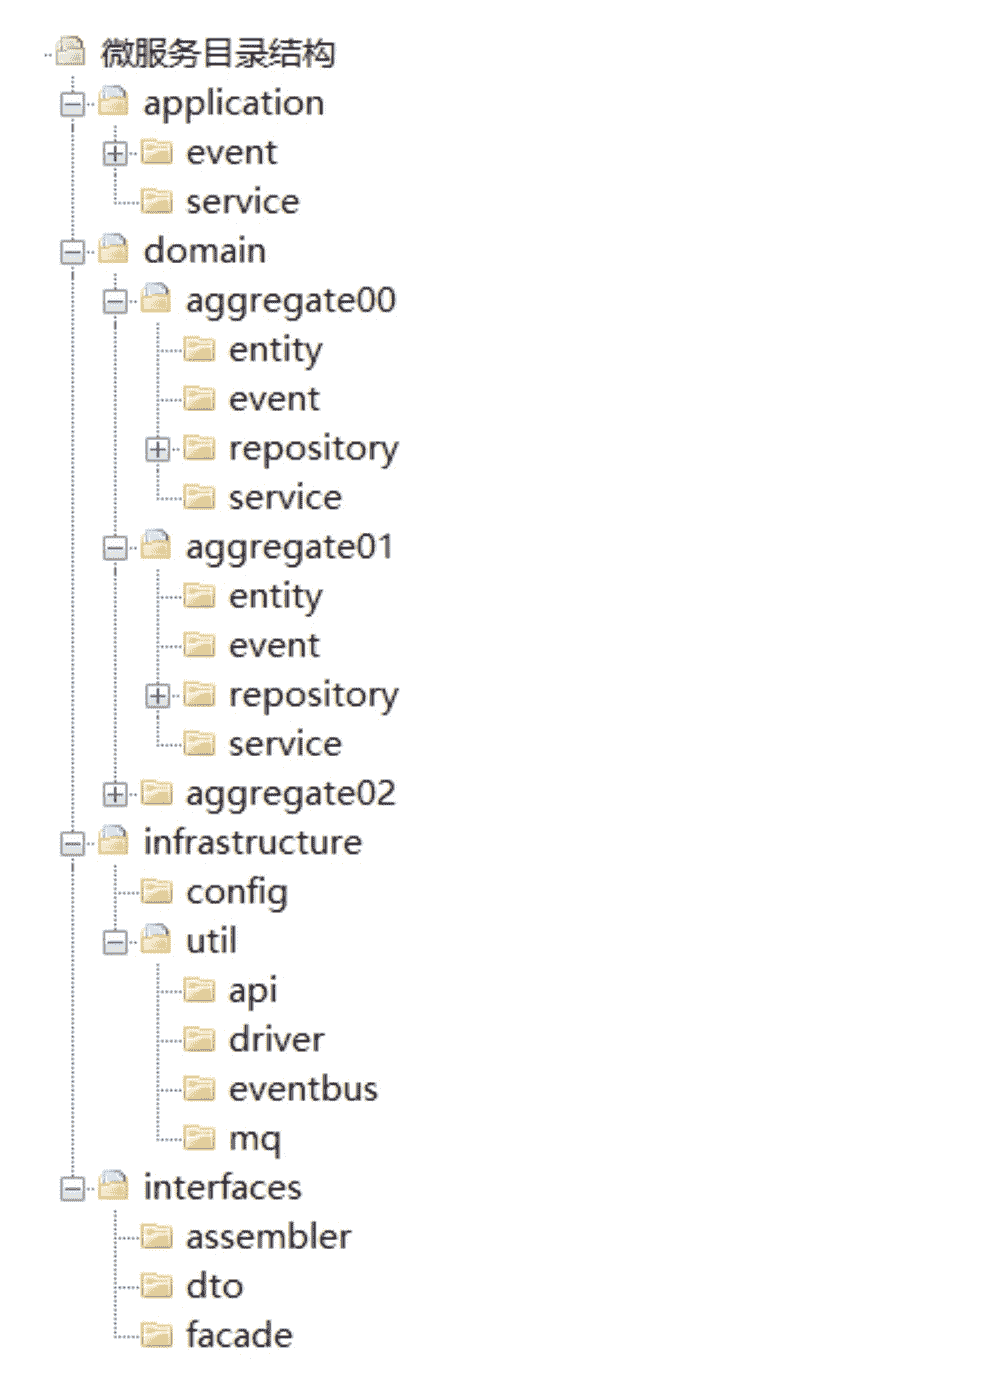 微服务目录结构
application
event
service
domain
aggregate00
entity
event
repository
service
aggregate01
entity
event
repository
service
aggregate02
infrastructure
config
util
api
driver
eventbus
mq
interfaces
assembler
dto
facade